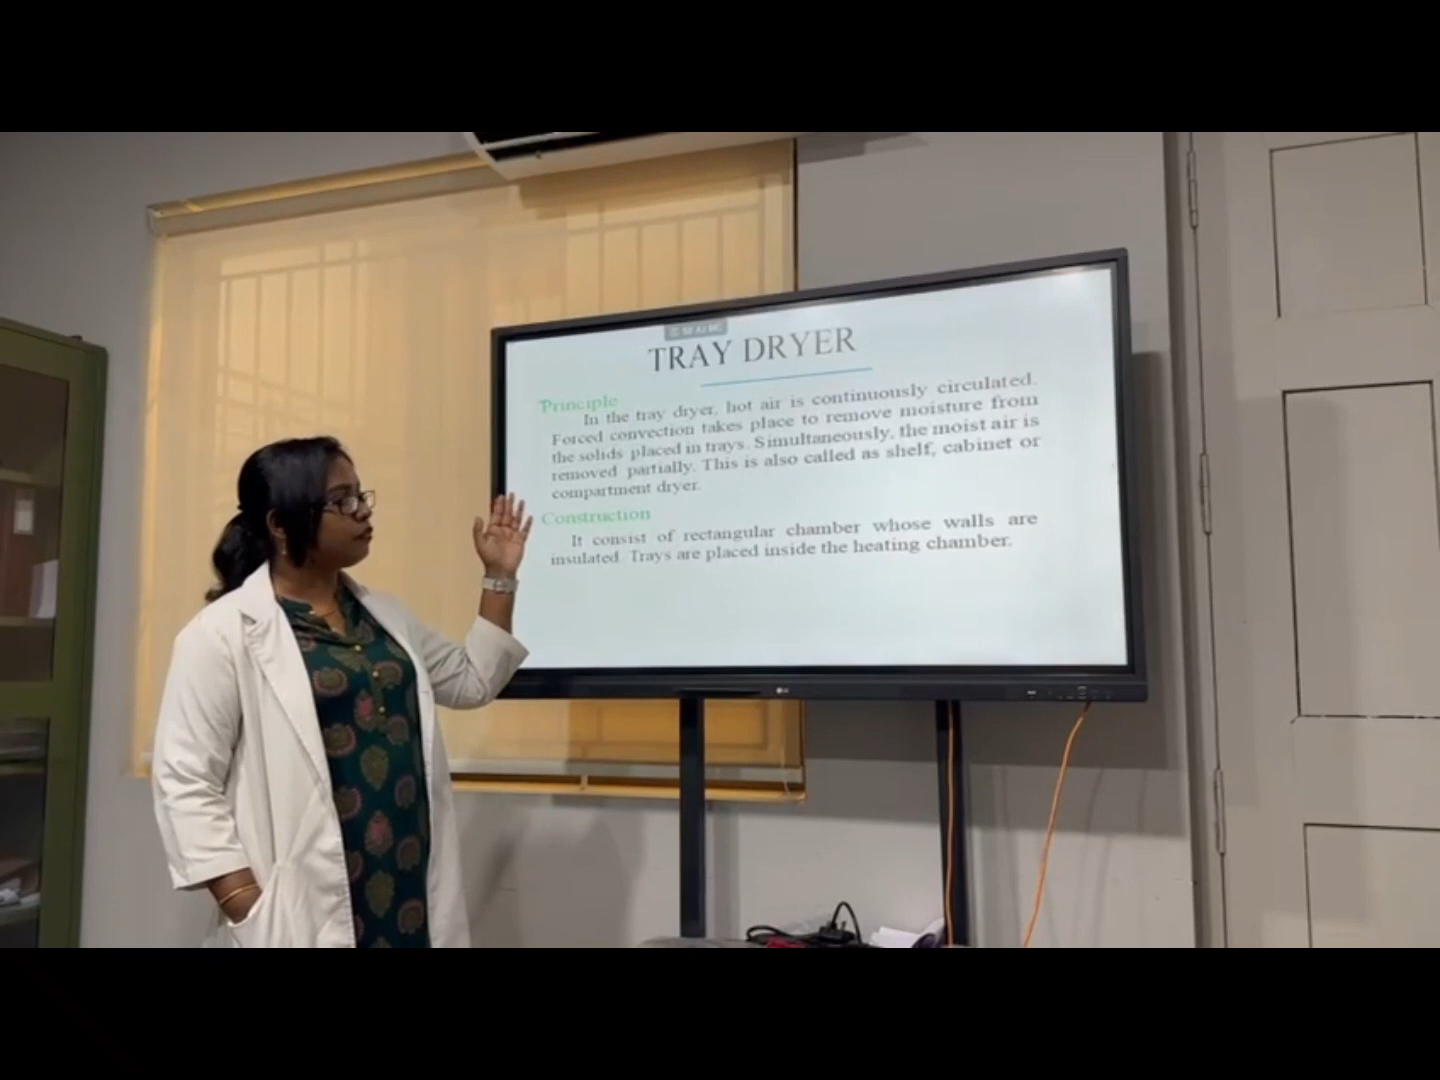 TRAY DRYER
Principle
In the tray dryer, hot air is continuously circulated.
Forced convection takes place to remove moisture from
the solids placed in trays. Simultaneously, the moist air is
removed partially. This is also called as shelf, cabinet or
compartment dryer.
Construction
It consist of rectangular chamber whose walls are
insulated. Trays are placed inside the heating chamber.
LG